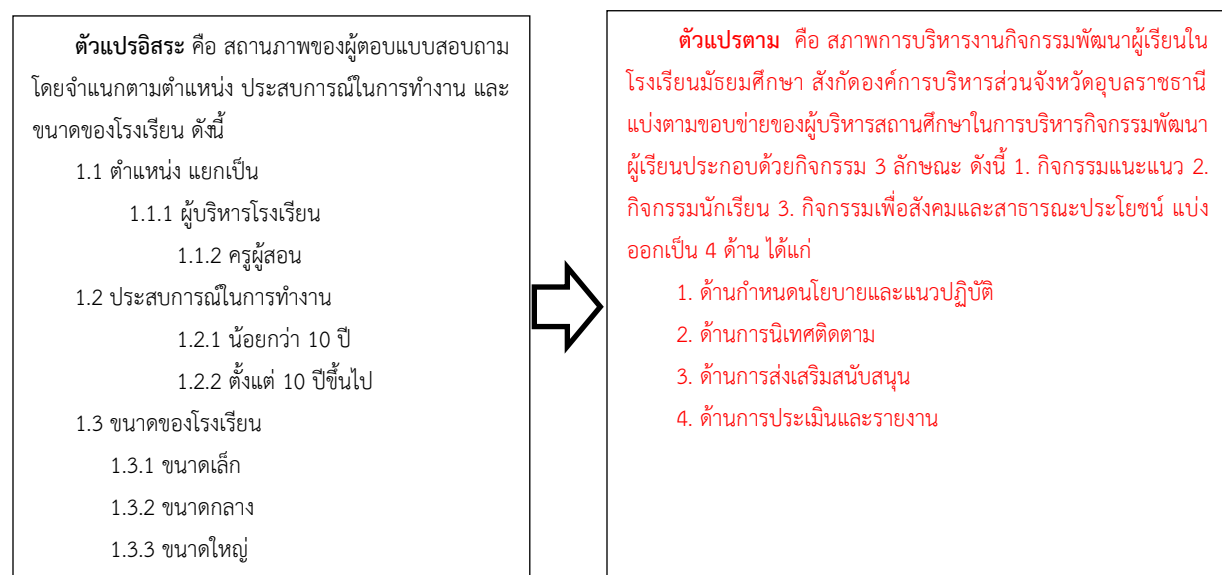 ตัวแปรอิสระ คือ สถานภาพของผู้ตอบแบบสอบถาม
โดยจำแนกตามตำแหน่ง ประสบการณ์ในการทำงาน และ
ขนาดของโรงเรียน ดังนี้
1.1 ตำแหน่ง แยกเป็น
1.1.1 ผู้บริหารโรงเรียน
1.1.2 ครูผู้สอน
1.2 ประสบการณ์ในการทำงาน
1.2.1 น้อยกว่า 10 ปี
1.2.2 ตั้งแต่ 10 ปีขึ้นไป
1.3 ขนาดของโรงเรียน
1.3.1 ขนาดเล็ก
1.3.2 ขนาดกลาง
1.3.3 ขนาดใหญ่
ตัวแปรตาม คือ สภาพการบริหารงานกิจกรรมพัฒนาผู้เรียนใน
โรงเรียนมัธยมศึกษา สังกัดองค์การบริหารส่วนจังหวัดอุบลราชธานี
แบ่งตามขอบข่ายของผู้บริหารสถานศึกษาในการบริหารกิจกรรมพัฒนา
ผู้เรียนประกอบด้วยกิจกรรม 3 ลักษณะ ดังนี้ 1. กิจกรรมแนะแนว 2.
กิจกรรมนักเรียน 3. กิจกรรมเพื่อสังคมและสาธารณะประโยชน์ แบ่ง
ออกเป็น 4 ด้าน ได้แก่
1. ด้านกำหนดนโยบายและแนวปฏิบัติ
2. ด้านการนิเทศติดตาม
3. ด้านการส่งเสริมสนับสนุน
4. ด้านการประเมินและรายงาน